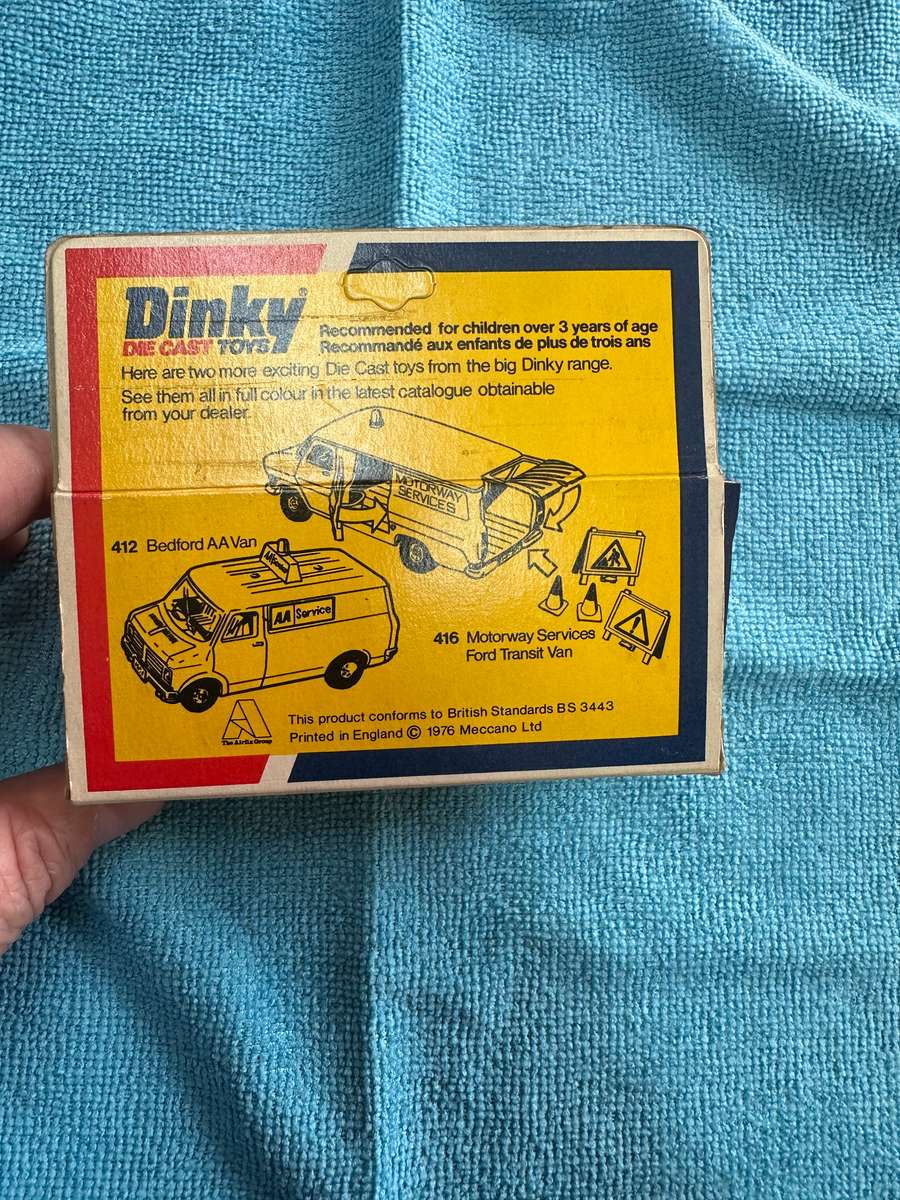 Dinky®
DIE CAST TOYS
Recommended for children over 3 years of age
Recommandé aux enfants de plus de trois ans
Here are two more exciting Die Cast toys from the big Dinky range.
See them all in full colour in the latest catalogue obtainable
from your dealer.
MOTORWAY
SERVICES
412 Bedford AA Van
AA Service
416 Motorway Services
Ford Transit Van
The Airfix Group
This product conforms to British Standards BS 3443
Printed in England © 1976 Meccano Ltd